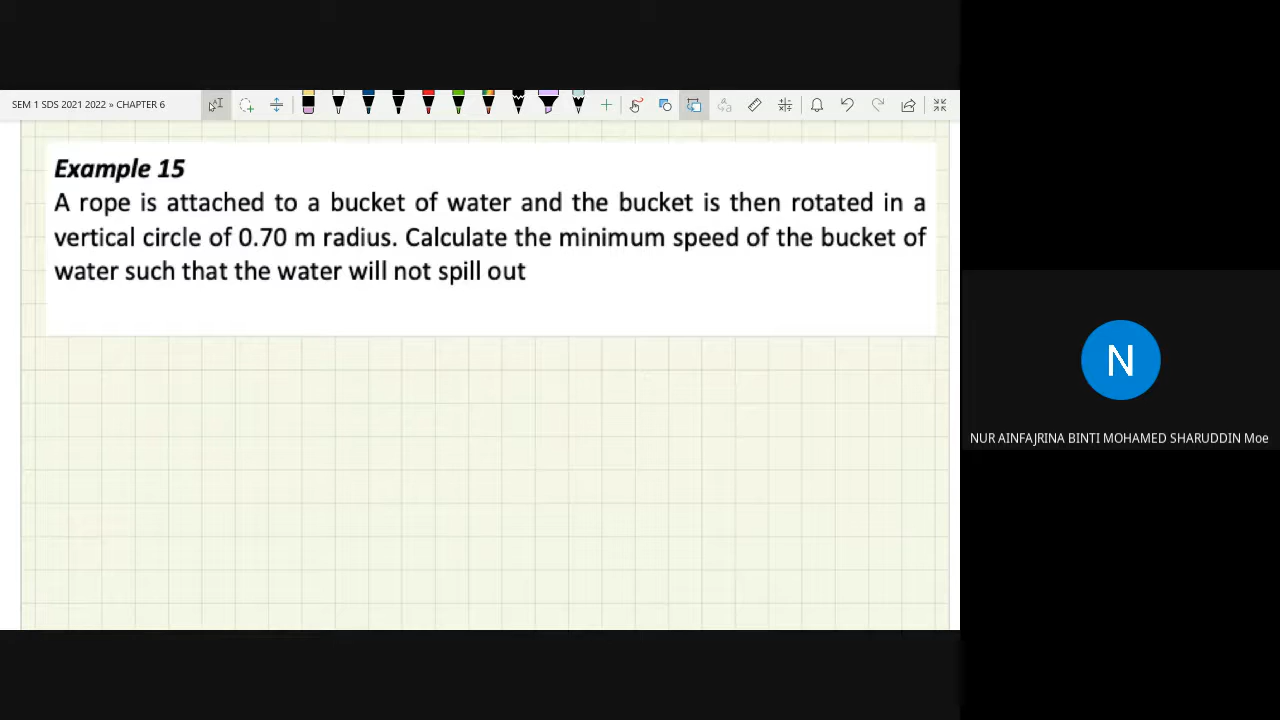 SEM 1 SDS 2021 2022 » CHAPTER 6
Example 15
A rope is attached to a bucket of water and the bucket is then rotated in a
vertical circle of 0.70 m radius. Calculate the minimum speed of the bucket of
water such that the water will not spill out
N
NUR AINFAJRINA BINTI MOHAMED SHARUDDIN Moe